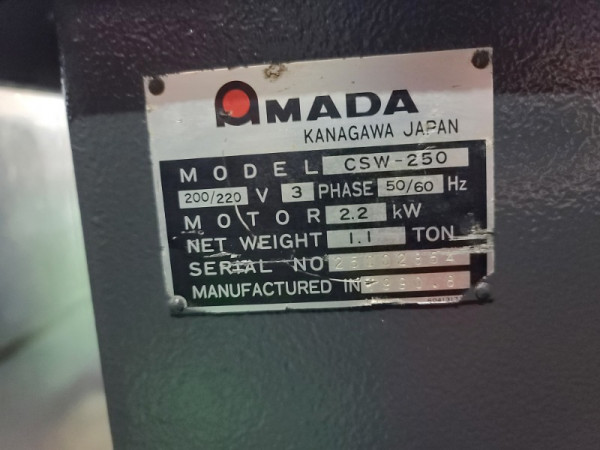 AMADA
KANAGAWA JAPAN
MODEL CSW-250
200/220 V 3 PHASE 50/60 Hz
MOTOR 2.2 kW
NET WEIGHT 1.1 TON
SERIAL NO
MANUFACTURED IN